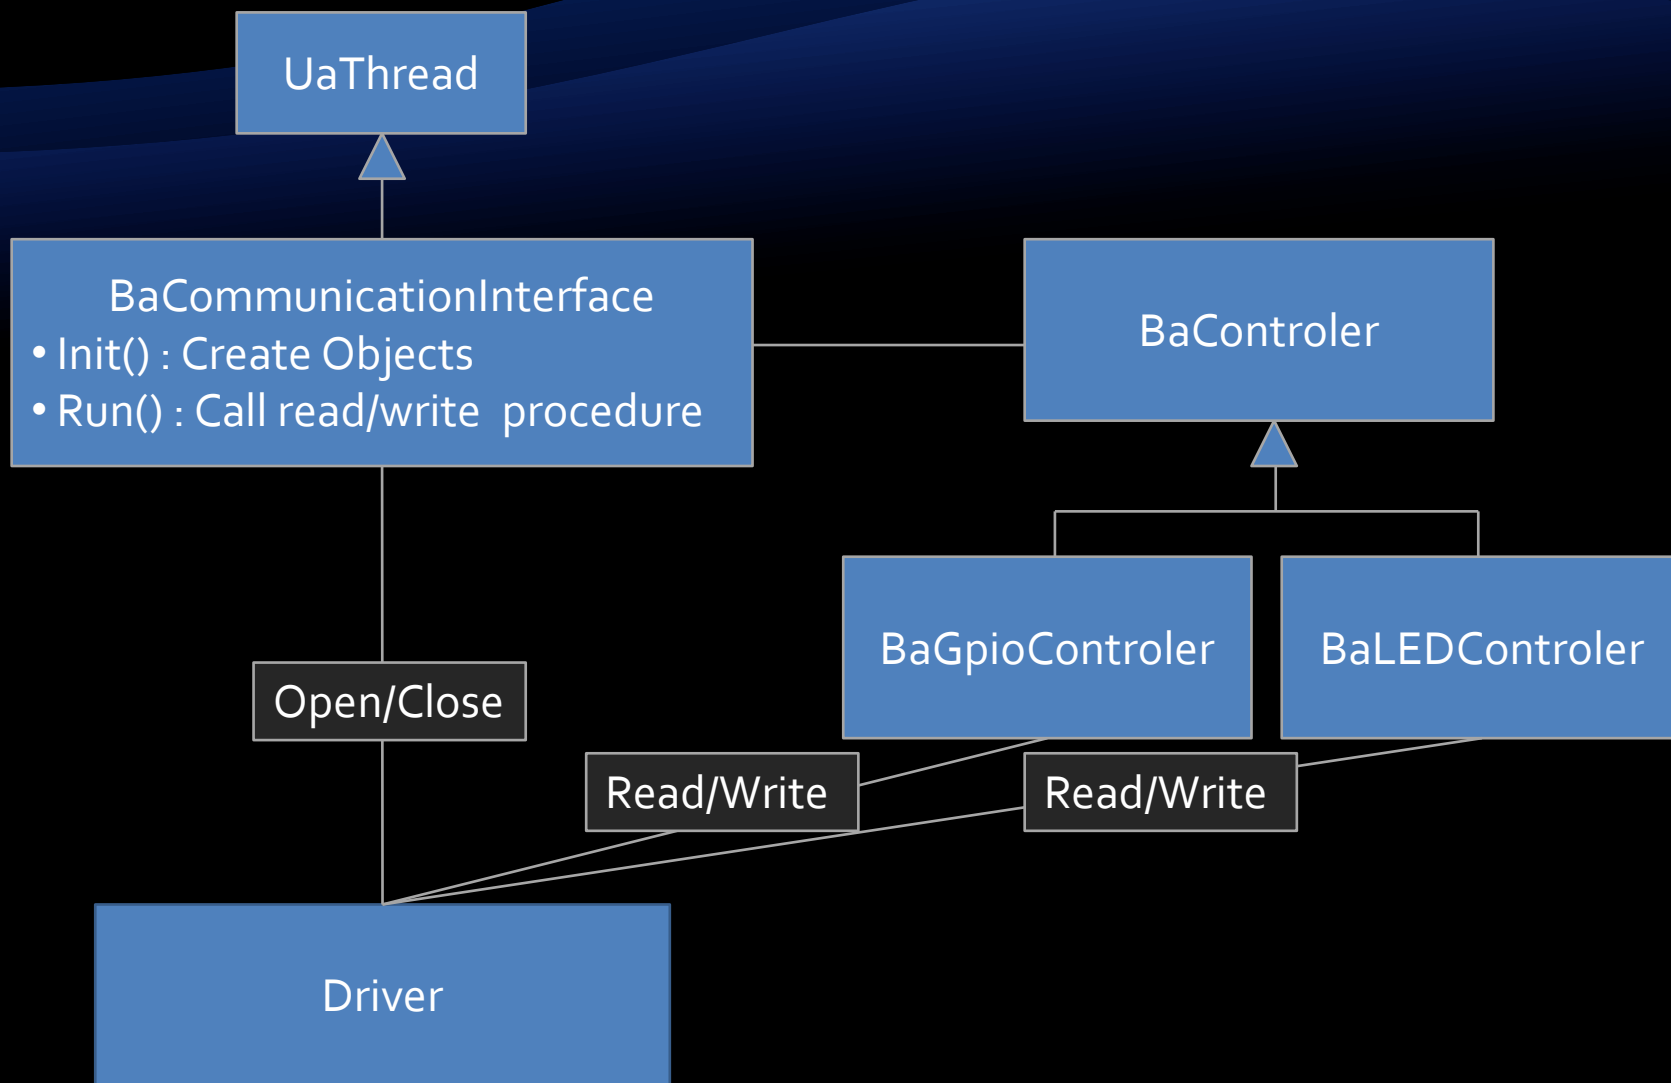 UaThread
BaCommunicationInterface
• Init() : Create Objects
• Run() : Call read/write  procedure
BaControler
BaGpioControler
BaLEDControler
Open/Close
Read/Write
Read/Write
Driver